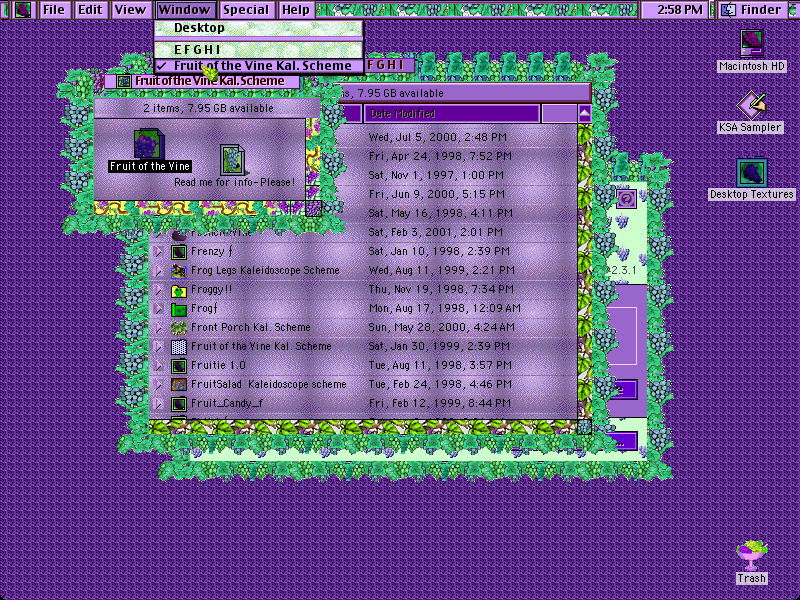 File Edit View Window Special Help 2:58 PM Finder
Desktop
E F G H I
✓ Fruit of the Vine Kal. Scheme
F G H I
Fruit of the Vine Kal. Scheme
2 items, 7.95 GB available
s, 7.95 GB available
Date Modified
Fruit of the Vine
Read me for info-Please!
Wed, Jul 5, 2000, 2:48 PM
Fri, Apr 24, 1998, 7:52 PM
Sat, Nov 1, 1997, 1:00 PM
Fri, Jun 9, 2000, 5:15 PM
Sat, May 16, 1998, 4:11 PM
Sat, Feb 3, 2001, 2:01 PM
Frenzy ƒ Sat, Jan 10, 1998, 2:39 PM
Frog Legs Kaleidoscope Scheme Wed, Aug 11, 1999, 2:21 PM
Froggy!! Thu, Nov 19, 1998, 7:34 PM
Frogƒ Mon, Aug 17, 1998, 12:09 AM
Front Porch Kal. Scheme Sun, May 28, 2000, 4:24 AM
Fruit of the Vine Kal. Scheme Sat, Jan 30, 1999, 2:39 PM
Fruitie 1.0 Tue, Aug 11, 1998, 3:57 PM
FruitSalad Kaleidoscope scheme Tue, Feb 24, 1998, 4:46 PM
Fruit_Candy_f Fri, Feb 12, 1999, 8:44 PM
2.3.1
Macintosh HD
KSA Sampler
Desktop Textures
Trash